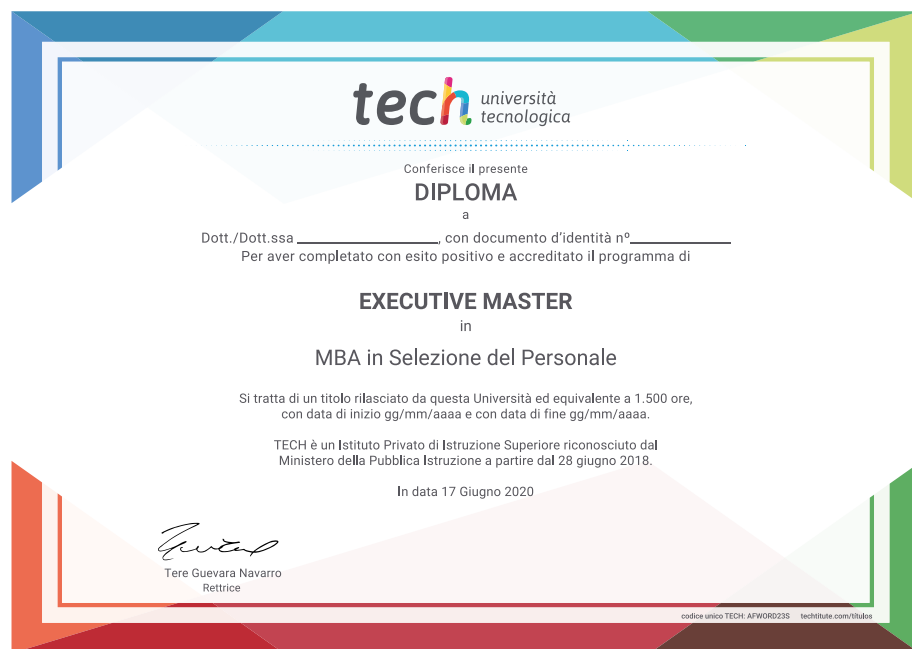 tech università
tecnologica
Conferisce il presente
DIPLOMA
a
Dott./Dott.ssa _________________, con documento d'identità nº____________
Per aver completato con esito positivo e accreditato il programma di
EXECUTIVE MASTER
in
MBA in Selezione del Personale
Si tratta di un titolo rilasciato da questa Università ed equivalente a 1.500 ore,
con data di inizio gg/mm/aaaa e con data di fine gg/mm/aaaa.
TECH è un Istituto Privato di Istruzione Superiore riconosciuto dal
Ministero della Pubblica Istruzione a partire dal 28 giugno 2018.
In data 17 Giugno 2020
Tere Guevara Navarro
Rettrice
codice unico TECH: AFWORD23S techtitute.com/titulos